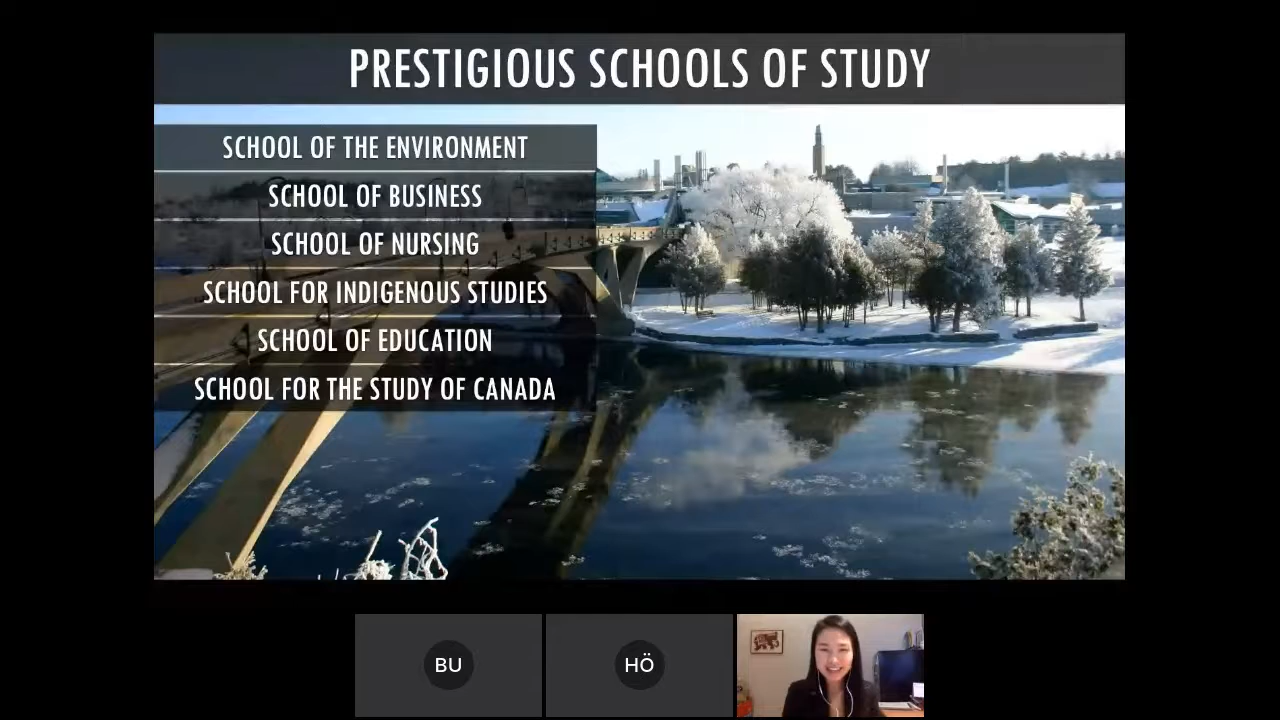 PRESTIGIOUS SCHOOLS OF STUDY
SCHOOL OF THE ENVIRONMENT
SCHOOL OF BUSINESS
SCHOOL OF NURSING
SCHOOL FOR INDIGENOUS STUDIES
SCHOOL OF EDUCATION
SCHOOL FOR THE STUDY OF CANADA
BU
HÖ